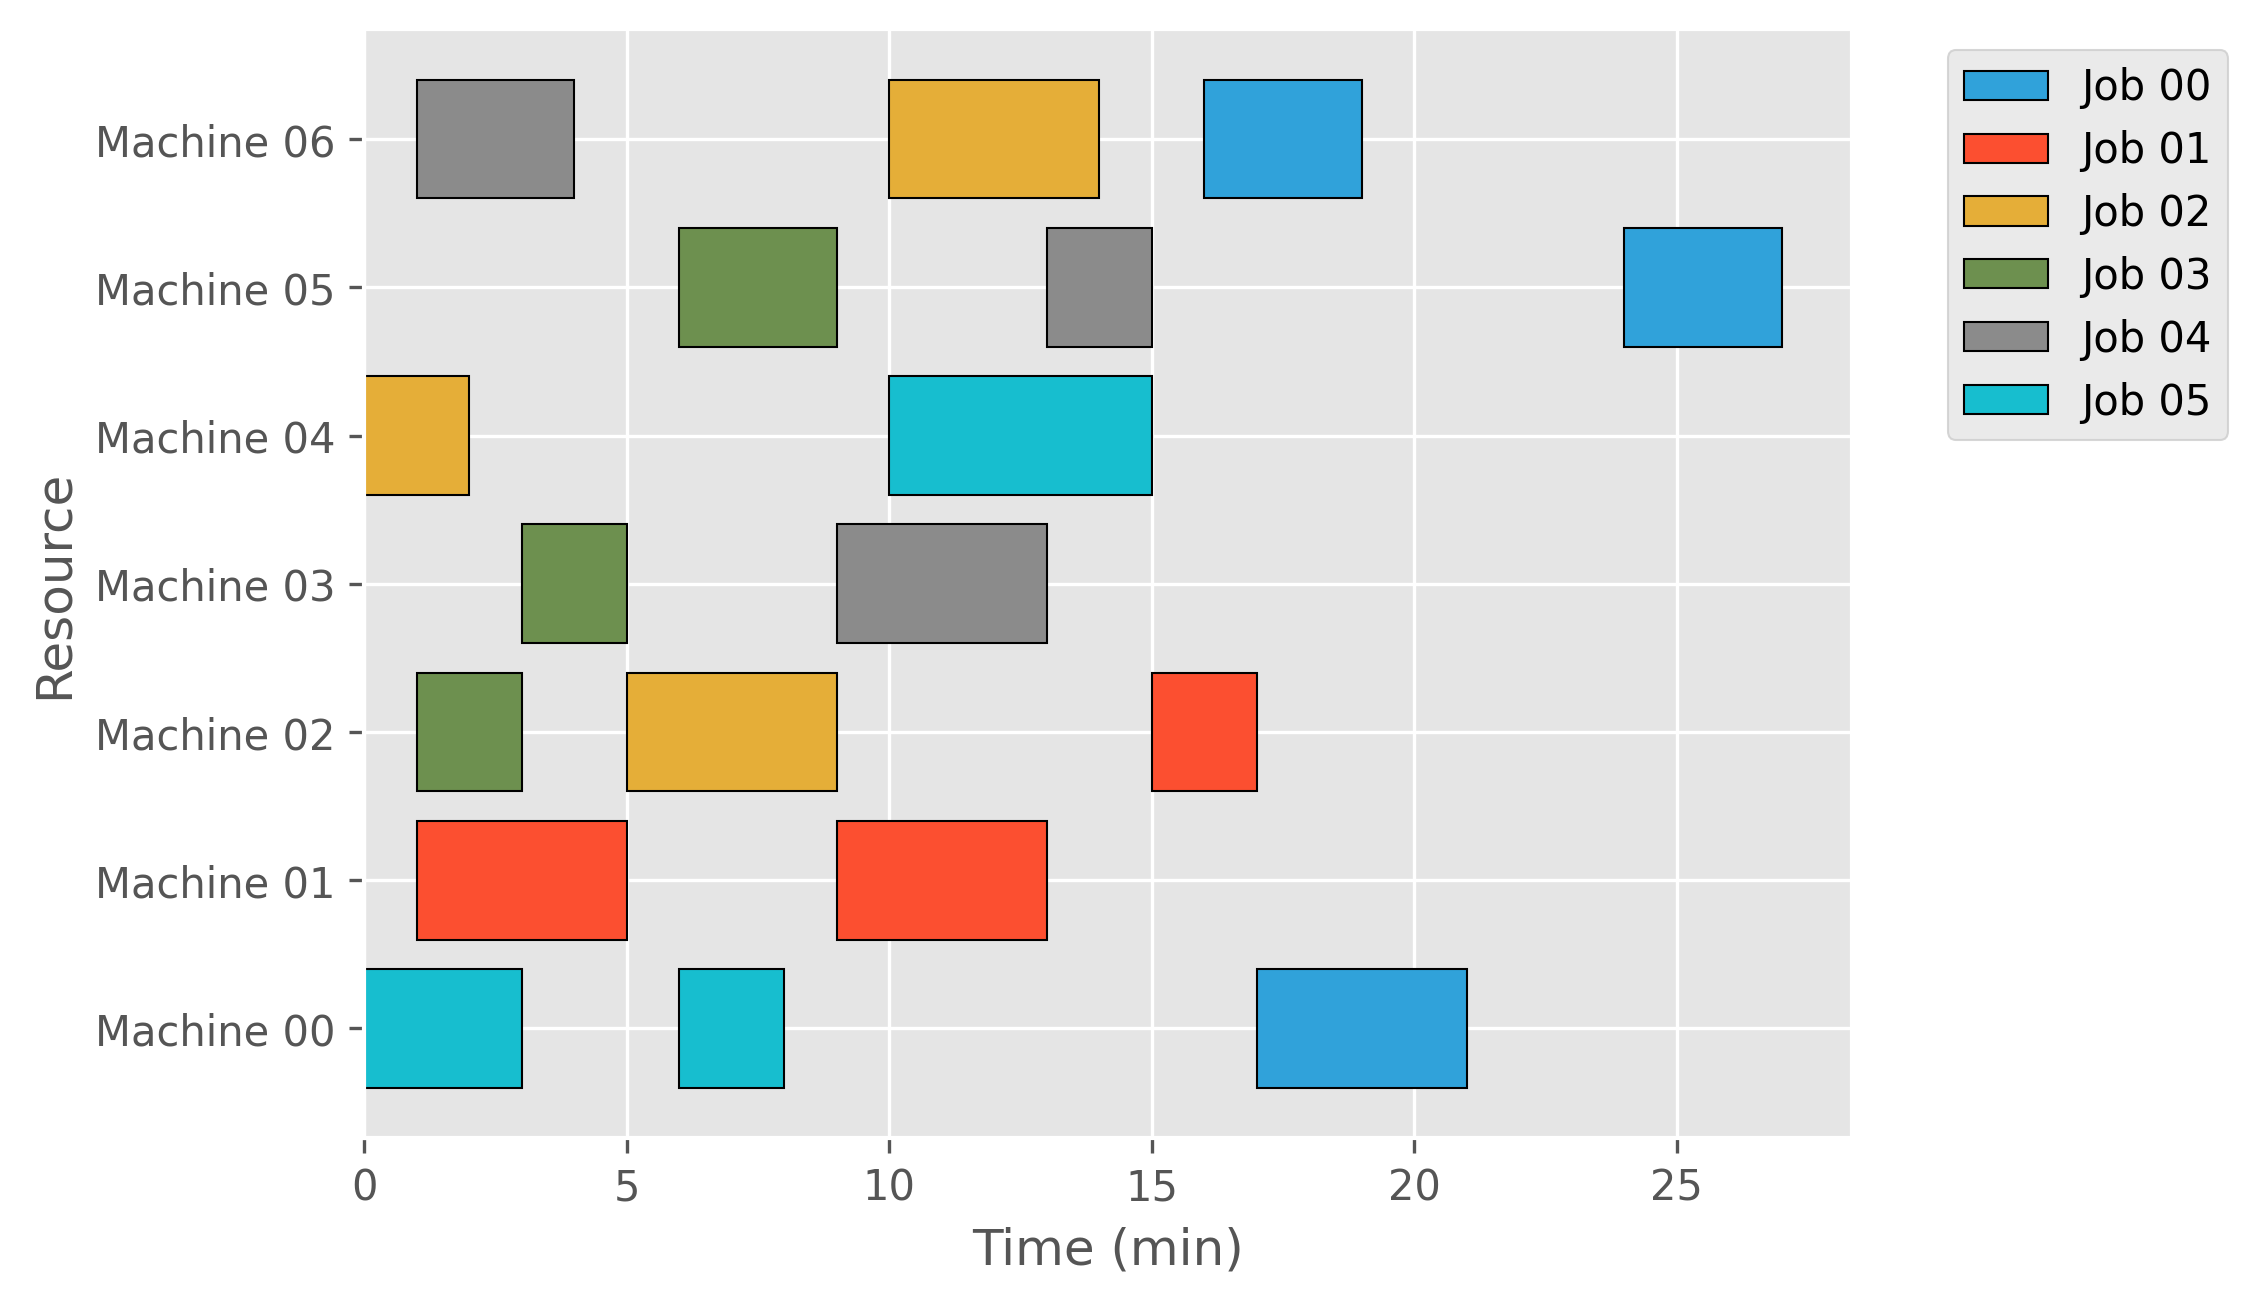 Machine 06
Machine 05
Machine 04
Machine 03
Machine 02
Machine 01
Machine 00
Resource
0 5 10 15 20 25
Time (min)
Job 00
Job 01
Job 02
Job 03
Job 04
Job 05